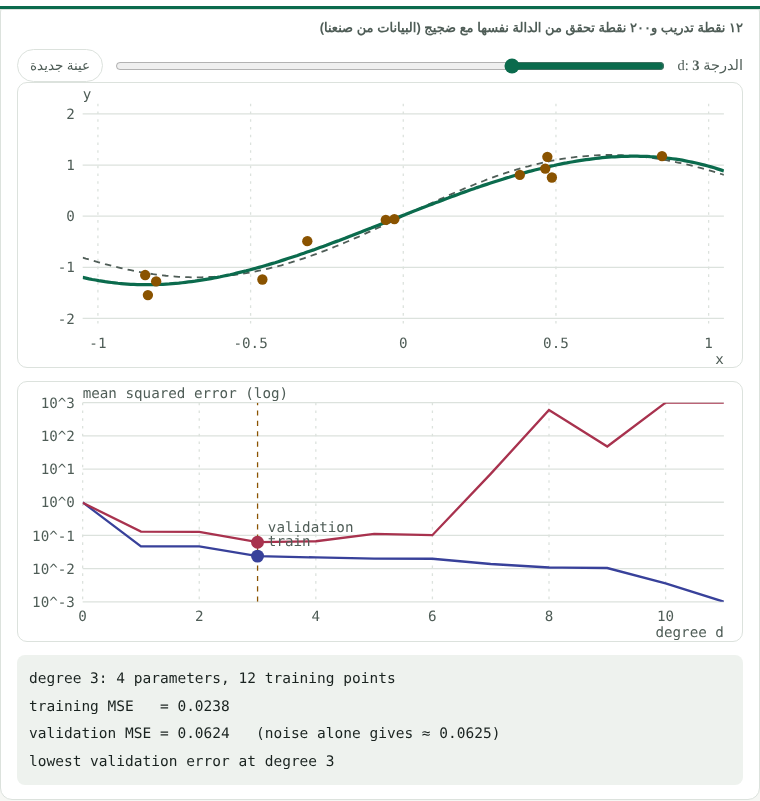 ١٢ نقطة تدريب و٢٠٠ نقطة تحقق من الدالة نفسها مع ضجيج (البيانات من صنعنا)
الدرجة d: 3
عينة جديدة
y
2
1
0
-1
-2
-1 -0.5 0 0.5 1
x
mean squared error (log)
10^3
10^2
10^1
10^0
10^-1
10^-2
10^-3
validation
train
0 2 4 6 8 10
degree d
degree 3: 4 parameters, 12 training points
training MSE = 0.0238
validation MSE = 0.0624 (noise alone gives ≈ 0.0625)
lowest validation error at degree 3